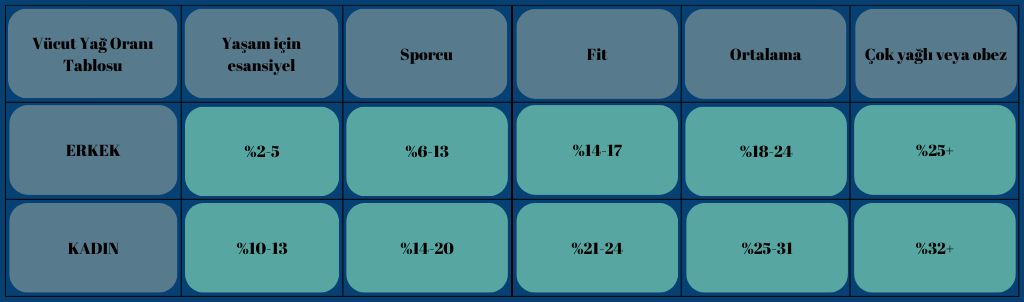 Vücut Yağ Oranı
Tablosu
Yaşam için
esansiyel
Sporcu
Fit
Ortalama
Çok yağlı veya obez
ERKEK
%2-5
%6-13
%14-17
%18-24
%25+
KADIN
%10-13
%14-20
%21-24
%25-31
%32+